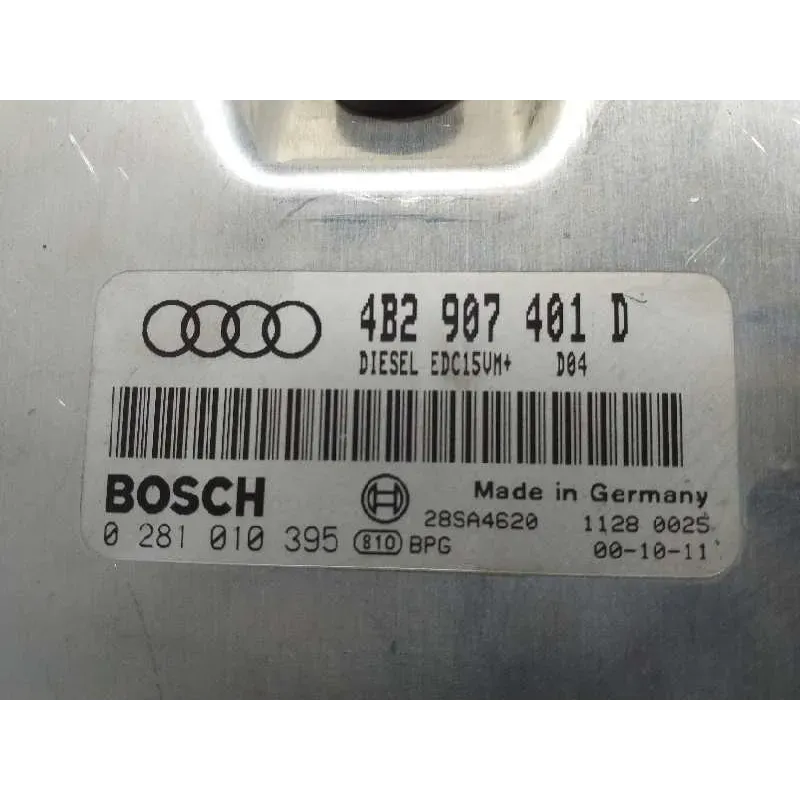 4B2 907 401 D
DIESEL EDC15VM+ D04
BOSCH
Made in Germany
0 281 010 395
810
BPG
28SA4620
1128 0025
00-10-11